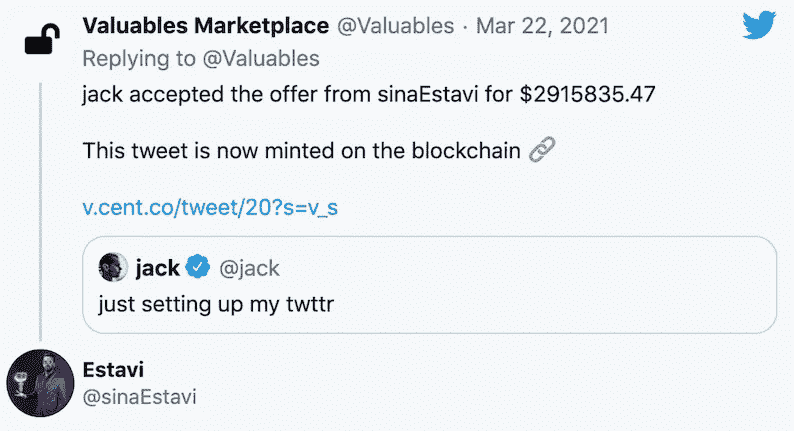 Valuables Marketplace @Valuables · Mar 22, 2021
Replying to @Valuables
jack accepted the offer from sinaEstavi for $2915835.47
This tweet is now minted on the blockchain 🔗
v.cent.co/tweet/20?s=v_s
jack @jack
just setting up my twttr
Estavi
@sinaEstavi